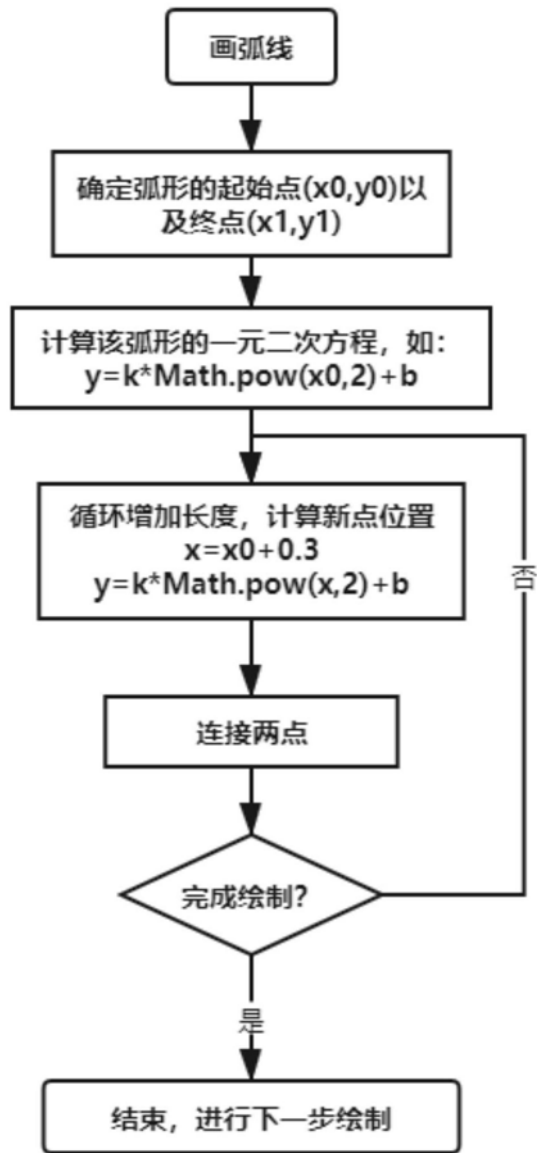 画弧线
确定弧形的起始点(x0,y0)以
及终点(x1,y1)
计算该弧形的一元二次方程，如：
y=k*Math.pow(x0,2)+b
循环增加长度，计算新点位置
x=x0+0.3
y=k*Math.pow(x,2)+b
否
连接两点
完成绘制？
是
结束，进行下一步绘制